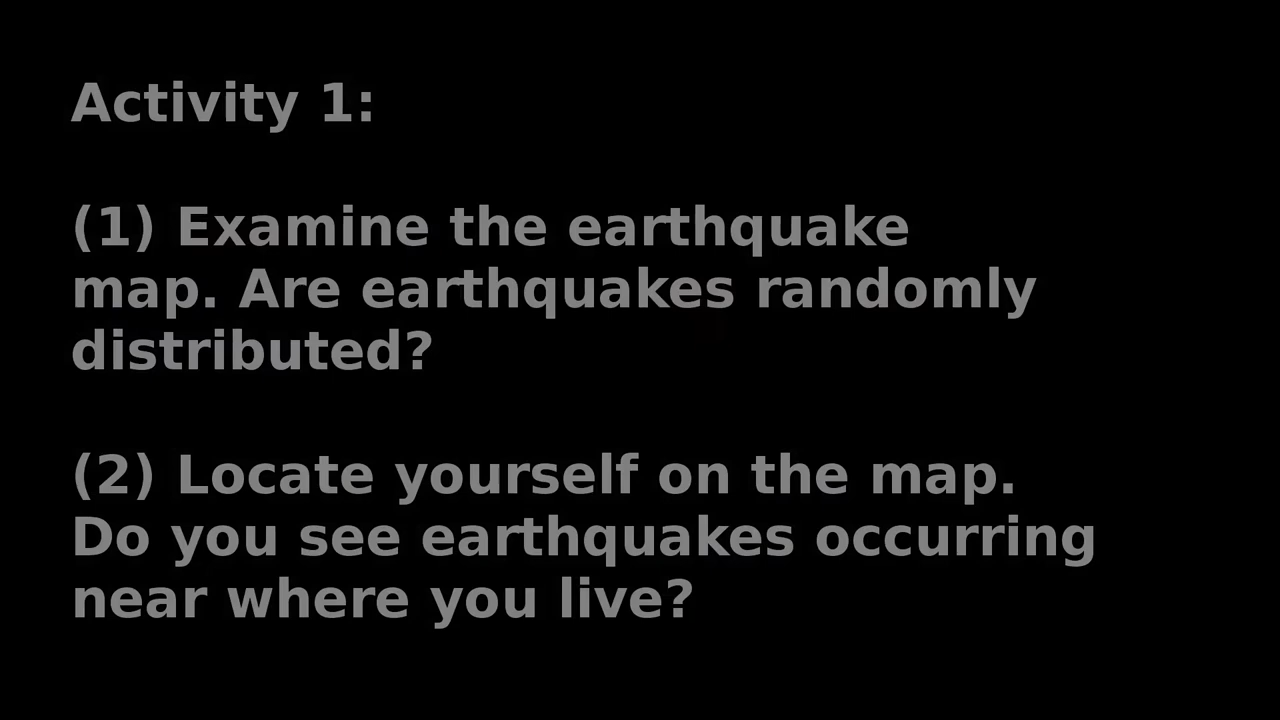 Activity 1:
(1) Examine the earthquake
map. Are earthquakes randomly
distributed?
(2) Locate yourself on the map.
Do you see earthquakes occurring
near where you live?